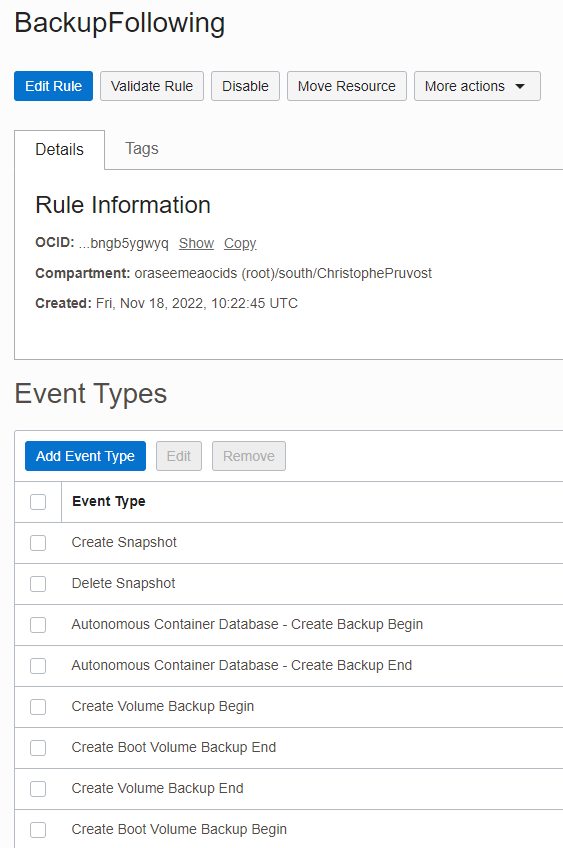 BackupFollowing
Edit Rule Validate Rule Disable Move Resource More actions
Details Tags
Rule Information
OCID: ...bngb5ygwyq Show Copy
Compartment: oraseemeaocids (root)/south/ChristophePruvost
Created: Fri, Nov 18, 2022, 10:22:45 UTC
Event Types
Add Event Type Edit Remove
Event Type
Create Snapshot
Delete Snapshot
Autonomous Container Database - Create Backup Begin
Autonomous Container Database - Create Backup End
Create Volume Backup Begin
Create Boot Volume Backup End
Create Volume Backup End
Create Boot Volume Backup Begin